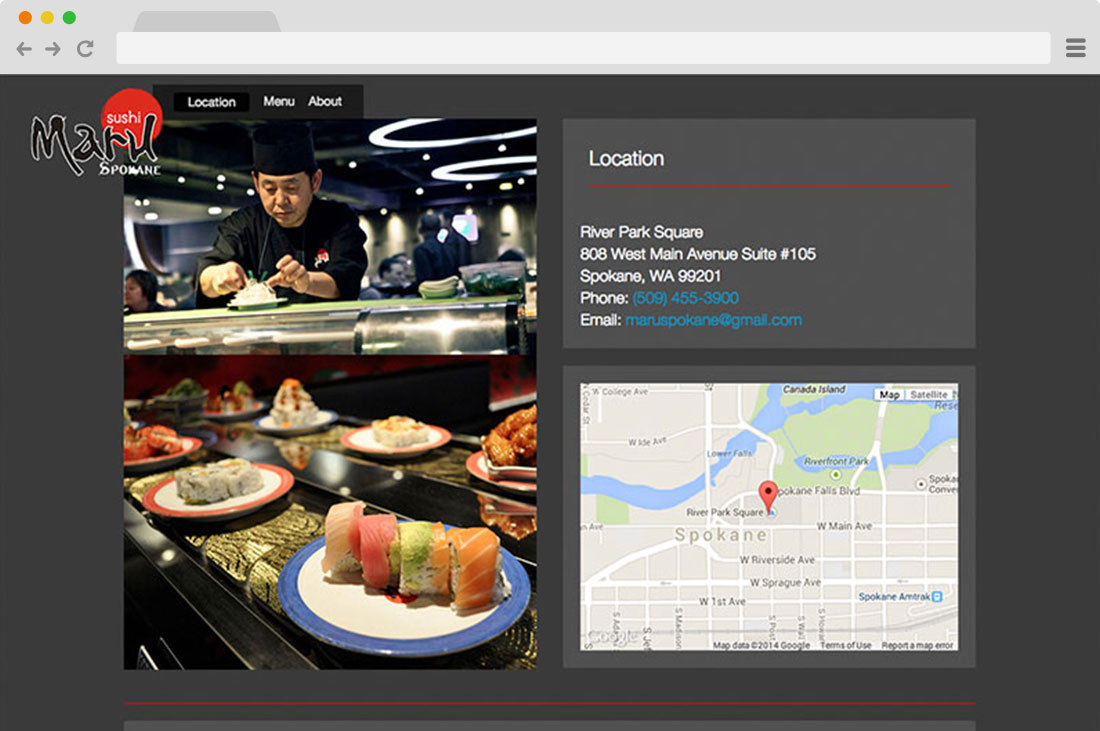 sushi
Maru
SPOKANE
Location Menu About
Location
River Park Square
808 West Main Avenue Suite #105
Spokane, WA 99201
Phone: (509) 455-3900
Email: maruspokane@gmail.com
Canada Island
Map Satellite
W College Ave
W Ide Ave
Lower Falls
Riverfront Park
Spokane Falls Blvd
River Park Square
W Main Ave
Spokane
W Riverside Ave
W Sprague Ave
W 1st Ave
Spokane Amtrak
Google
Map data ©2014 Google Terms of Use Report a map error